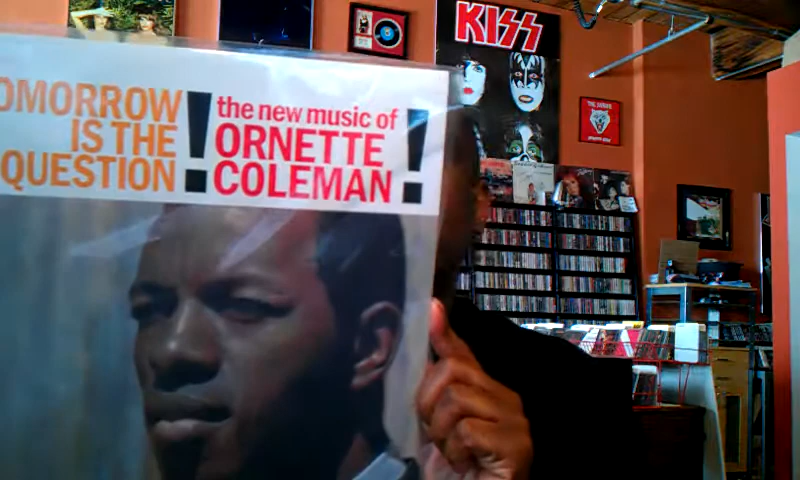 OMORROW
IS THE
QUESTION!
the new music of
ORNETTE
COLEMAN!
KISS